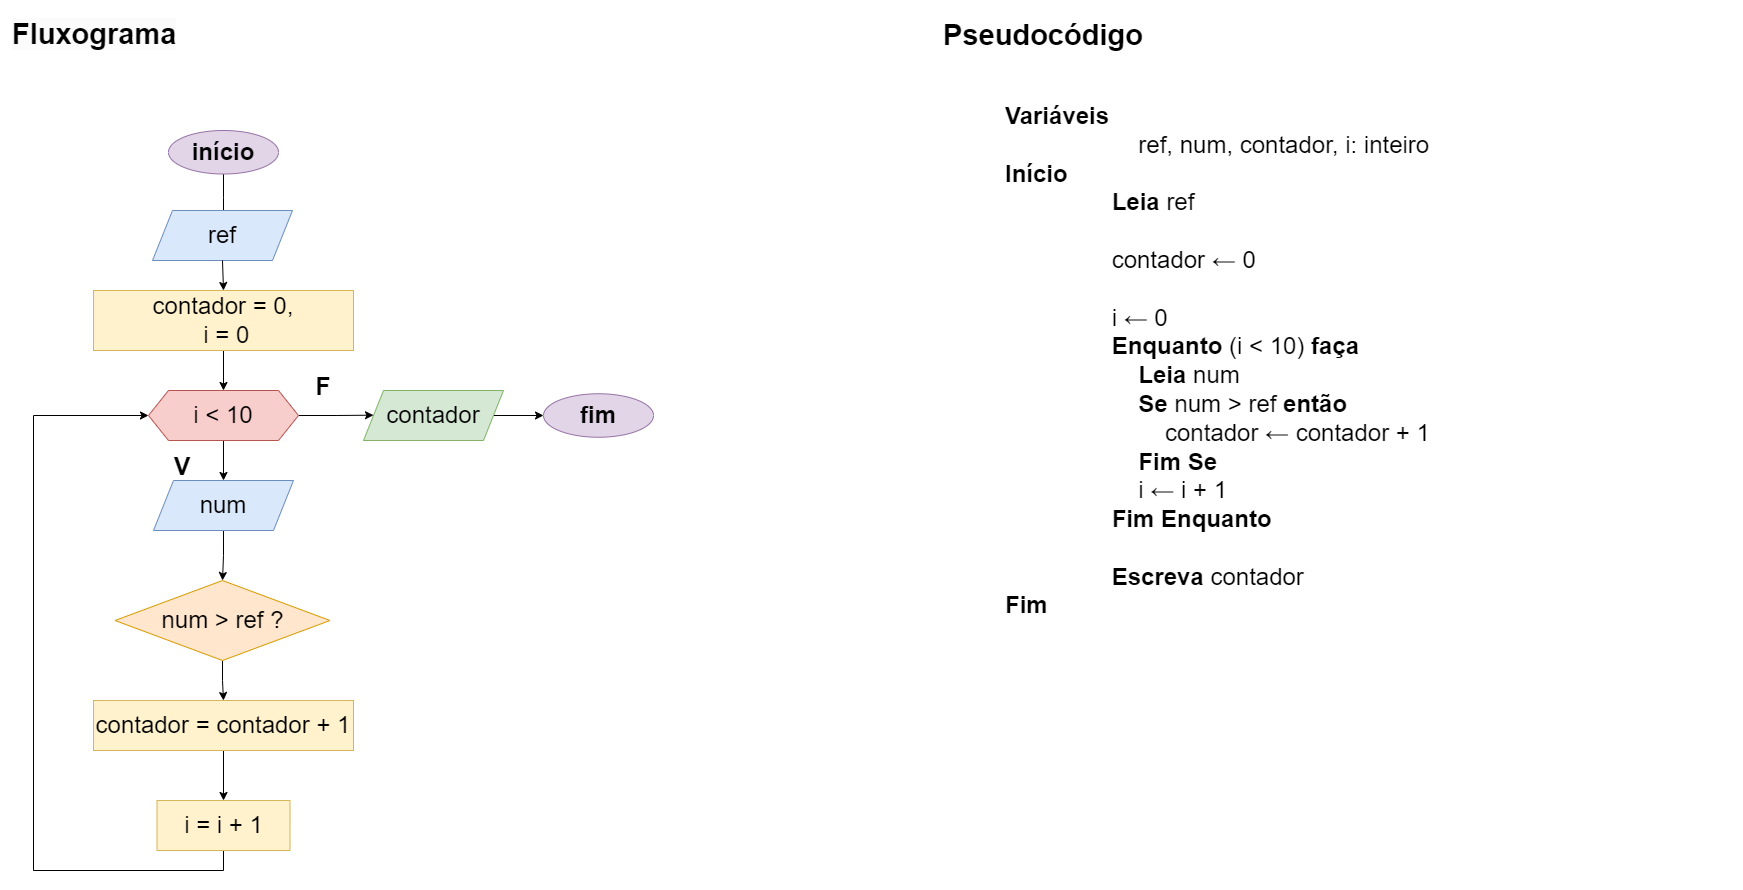 Fluxograma
início
ref
contador = 0,
i = 0
i < 10
F
contador
fim
V
num
num > ref ?
contador = contador + 1
i = i + 1
Pseudocódigo
Variáveis
ref, num, contador, i: inteiro
Início
Leia ref
contador ← 0
i ← 0
Enquanto (i < 10) faça
Leia num
Se num > ref então
contador ← contador + 1
Fim Se
i ← i + 1
Fim Enquanto
Escreva contador
Fim